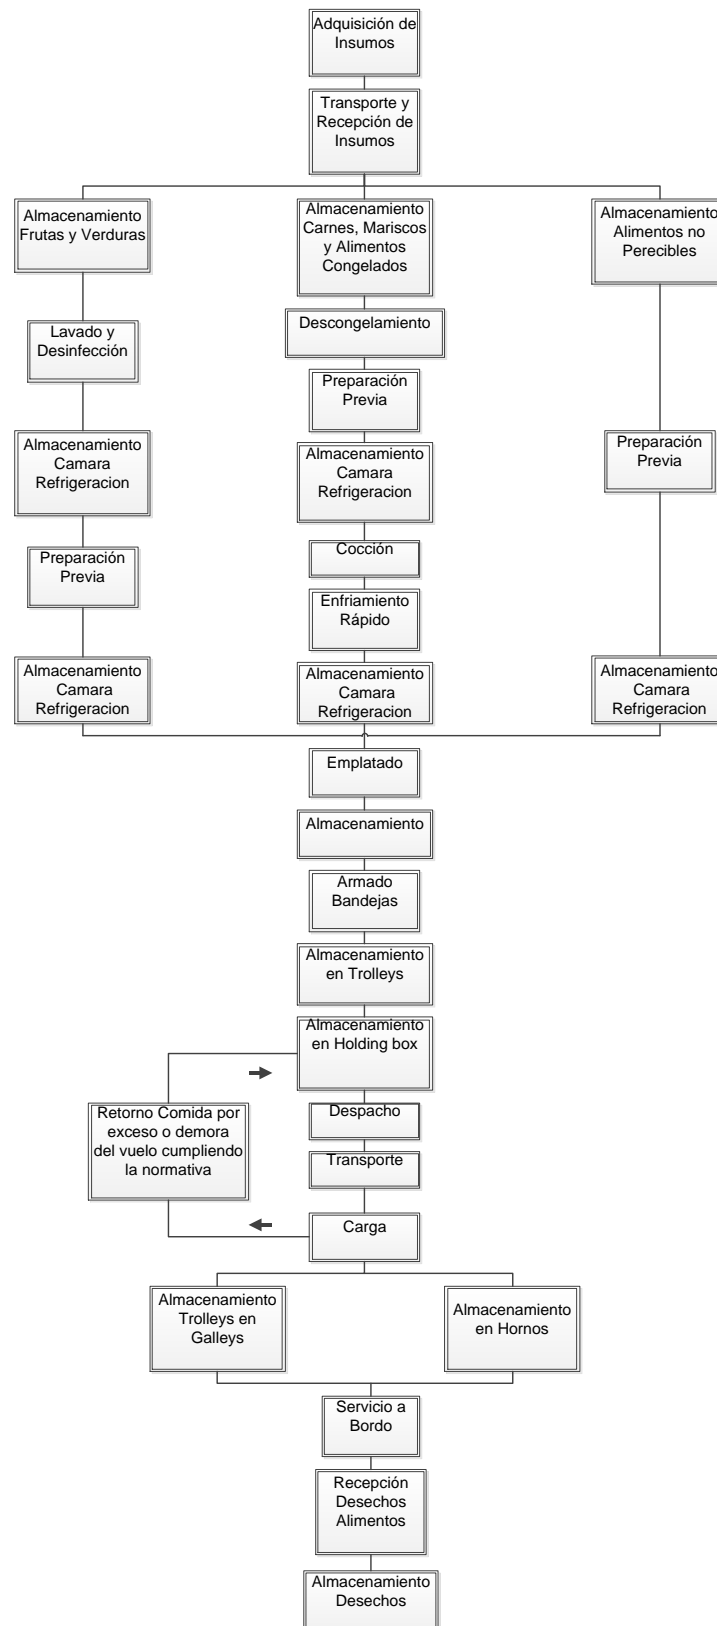 Adquisición de
Insumos
Transporte y
Recepción de
Insumos
Almacenamiento
Frutas y Verduras
Almacenamiento
Carnes, Mariscos
y Alimentos
Congelados
Almacenamiento
Alimentos no
Perecibles
Lavado y
Desinfección
Descongelamiento
Preparación
Previa
Almacenamiento
Camara
Refrigeracion
Almacenamiento
Camara
Refrigeracion
Preparación
Previa
Preparación
Previa
Cocción
Enfriamiento
Rápido
Almacenamiento
Camara
Refrigeracion
Almacenamiento
Camara
Refrigeracion
Almacenamiento
Camara
Refrigeracion
Emplatado
Almacenamiento
Armado
Bandejas
Almacenamiento
en Trolleys
Almacenamiento
en Holding box
Retorno Comida por
exceso o demora
del vuelo cumpliendo
la normativa
Despacho
Transporte
Carga
Almacenamiento
Trolleys en
Galleys
Almacenamiento
en Hornos
Servicio a
Bordo
Recepción
Desechos
Alimentos
Almacenamiento
Desechos